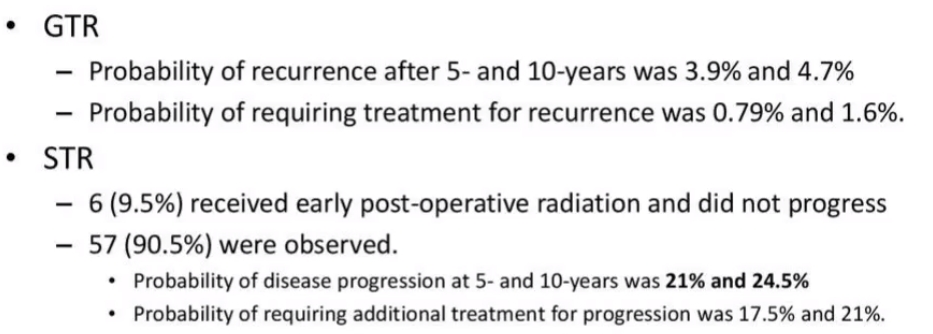 • GTR
– Probability of recurrence after 5- and 10-years was 3.9% and 4.7%
– Probability of requiring treatment for recurrence was 0.79% and 1.6%.
• STR
– 6 (9.5%) received early post-operative radiation and did not progress
– 57 (90.5%) were observed.
• Probability of disease progression at 5- and 10-years was 21% and 24.5%
• Probability of requiring additional treatment for progression was 17.5% and 21%.